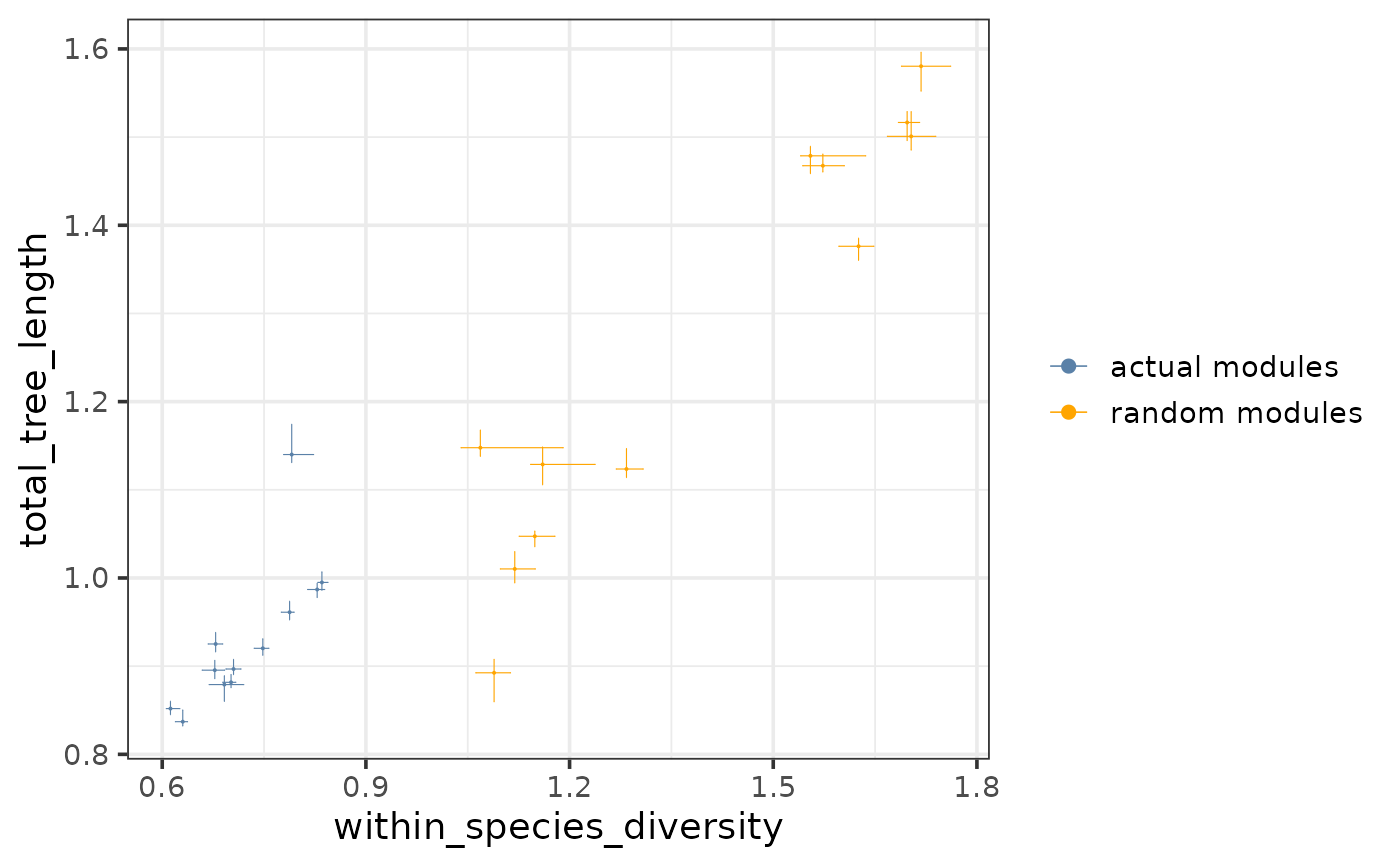 total_tree_length
1.6
1.4
1.2
1.0
0.8
0.6 0.9 1.2 1.5 1.8
within_species_diversity
actual modules
random modules